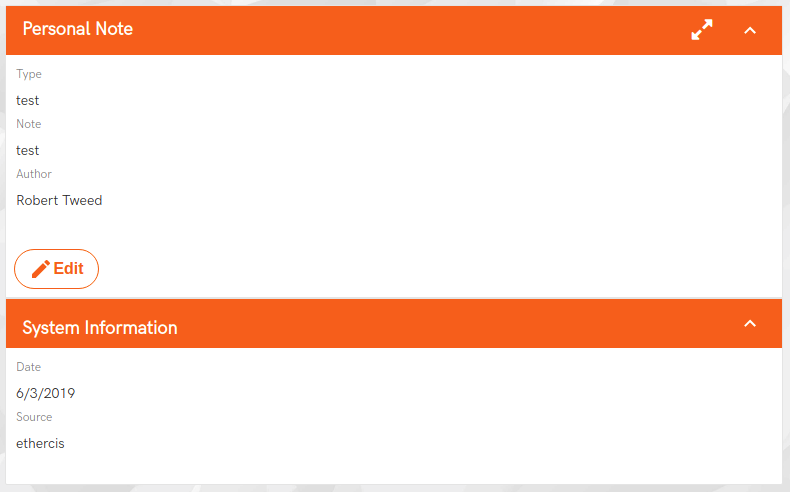 Personal Note
Type
test
Note
test
Author
Robert Tweed
Edit
System Information
Date
6/3/2019
Source
ethercis